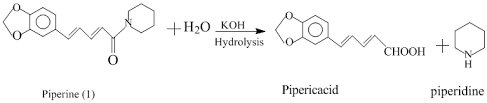 O
O
N
O
+ H2O
KOH
Hydrolysis
O
O
CHOOH
+
N
H
Piperine (1)
Pipericacid
piperidine